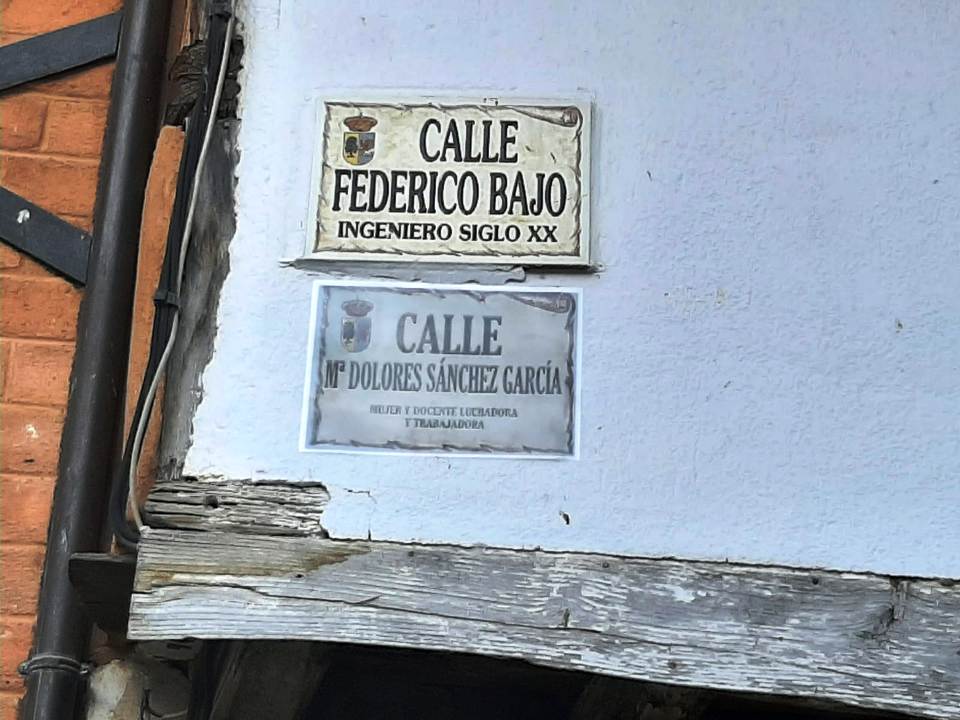 CALLE
FEDERICO BAJO
INGENIERO SIGLO XX
CALLE
Mª DOLORES SÁNCHEZ GARCÍA
MUJER Y DOCENTE LUCHADORA
Y TRABAJADORA